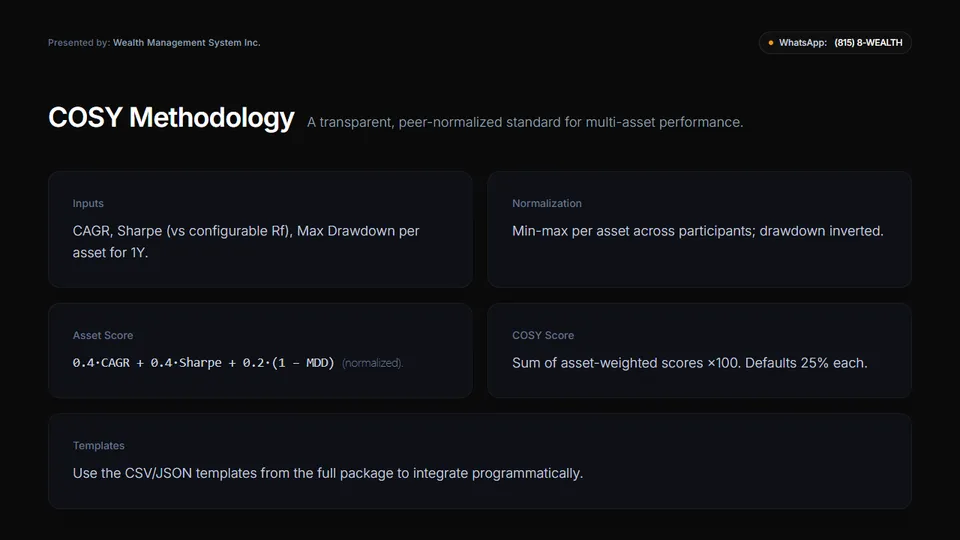 Presented by: Wealth Management System Inc.
WhatsApp: (815) 8-WEALTH
COSY Methodology A transparent, peer-normalized standard for multi-asset performance.
Inputs
CAGR, Sharpe (vs configurable Rf), Max Drawdown per
asset for 1Y.
Normalization
Min-max per asset across participants; drawdown inverted.
Asset Score
0.4·CAGR + 0.4·Sharpe + 0.2·(1 − MDD) (normalized).
COSY Score
Sum of asset-weighted scores ×100. Defaults 25% each.
Templates
Use the CSV/JSON templates from the full package to integrate programmatically.